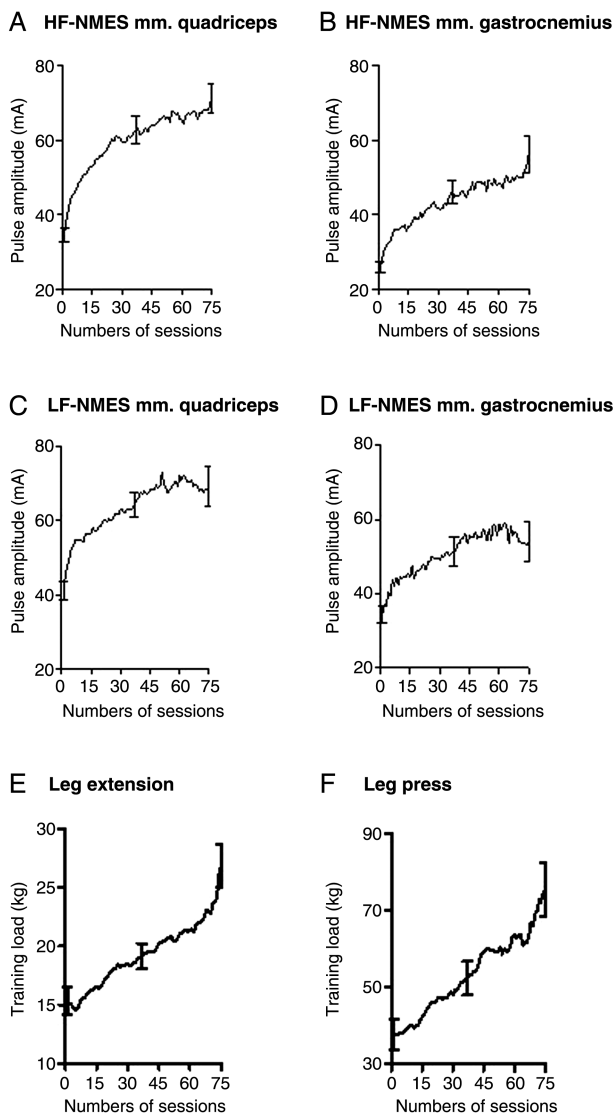 A HF-NMES mm. quadriceps
80
60
40
20
Pulse amplitude (mA)
0 15 30 45 60 75
Numbers of sessions
B HF-NMES mm. gastrocnemius
80
60
40
20
Pulse amplitude (mA)
0 15 30 45 60 75
Numbers of sessions
C LF-NMES mm. quadriceps
80
60
40
20
Pulse amplitude (mA)
0 15 30 45 60 75
Numbers of sessions
D LF-NMES mm. gastrocnemius
80
60
40
20
Pulse amplitude (mA)
0 15 30 45 60 75
Numbers of sessions
E Leg extension
30
25
20
15
10
Training load (kg)
0 15 30 45 60 75
Numbers of sessions
F Leg press
90
70
50
30
Training load (kg)
0 15 30 45 60 75
Numbers of sessions